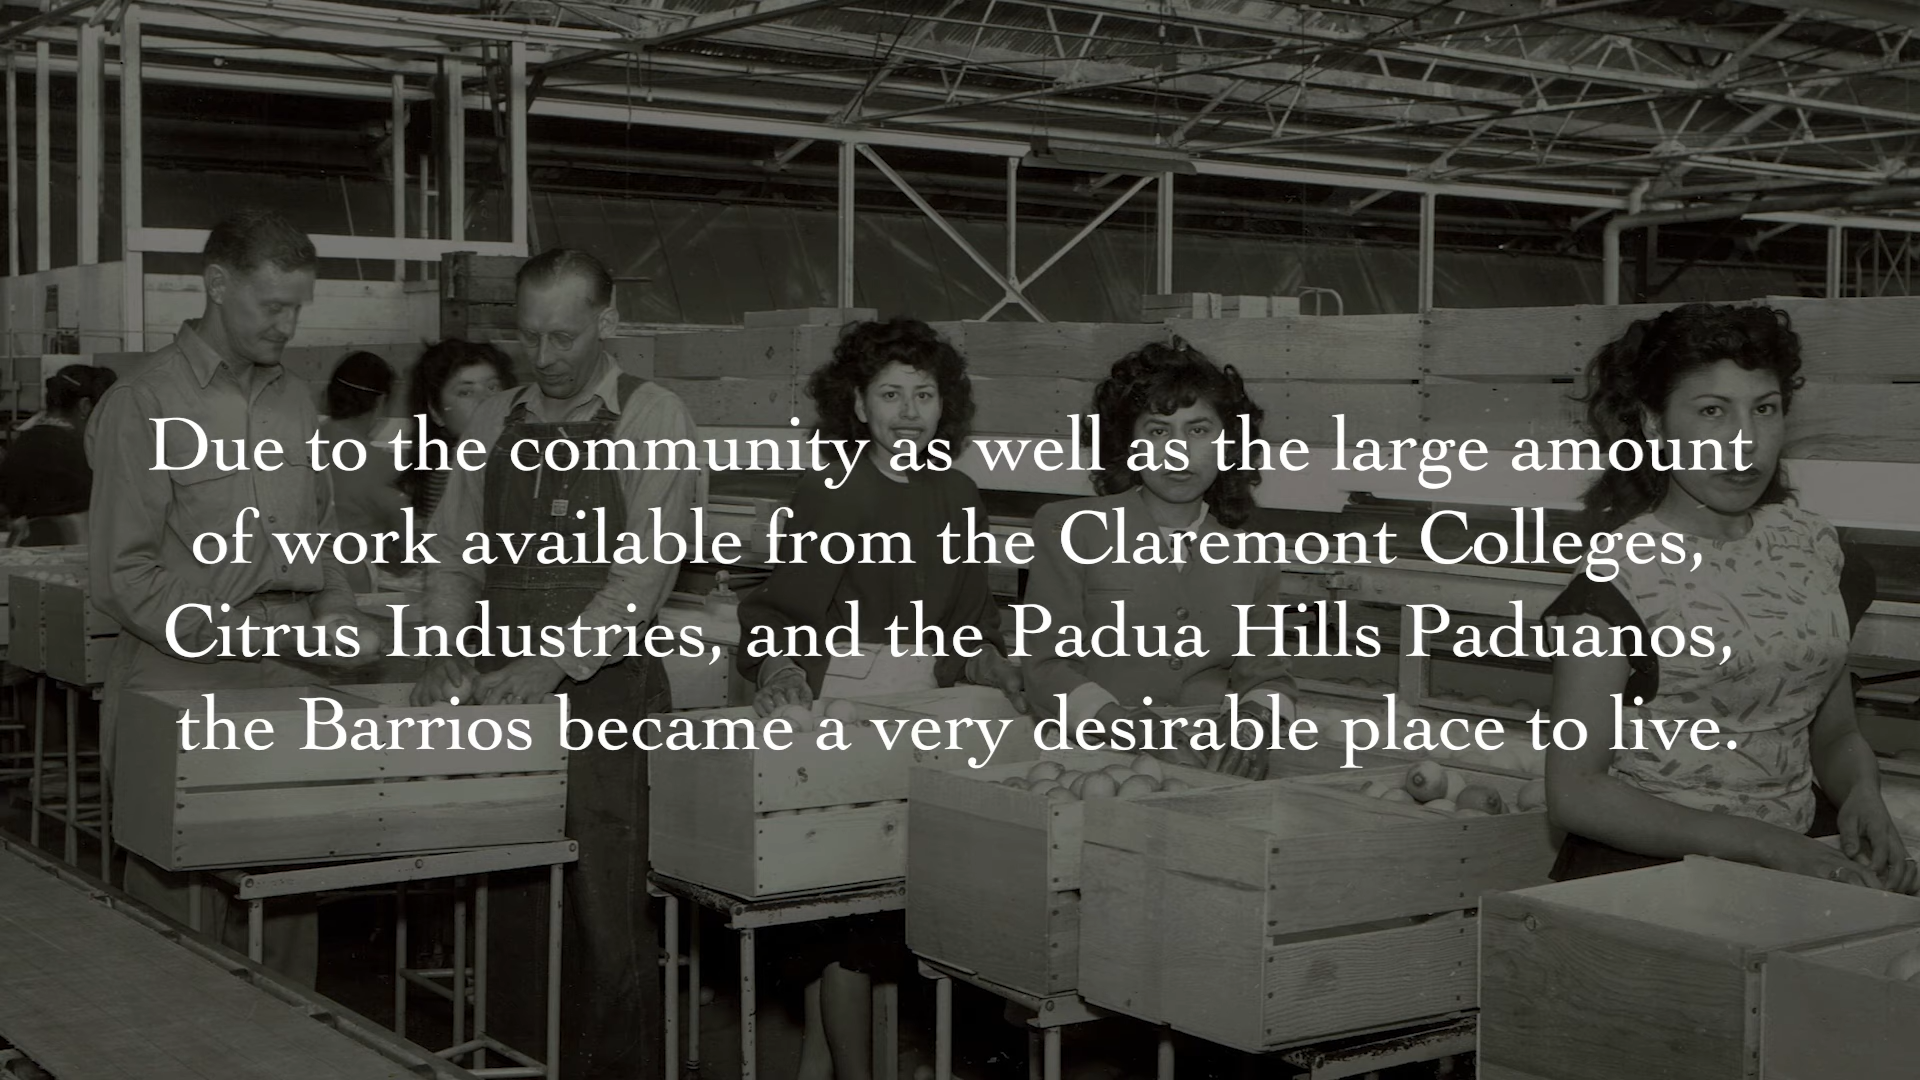 Due to the community as well as the large amount
of work available from the Claremont Colleges,
Citrus Industries, and the Padua Hills Paduanos,
the Barrios became a very desirable place to live.